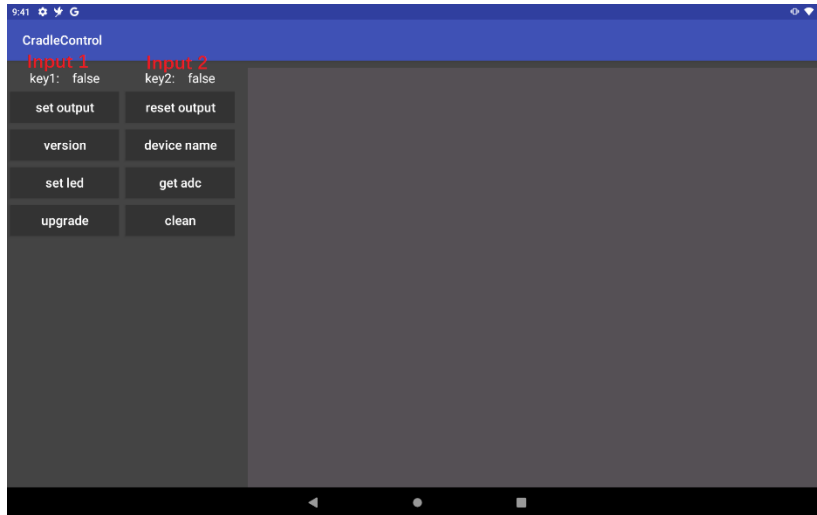 9:41 G
CradleControl
Input 1 Input 2
key1: false key2: false
set output reset output
version device name
set led get adc
upgrade clean